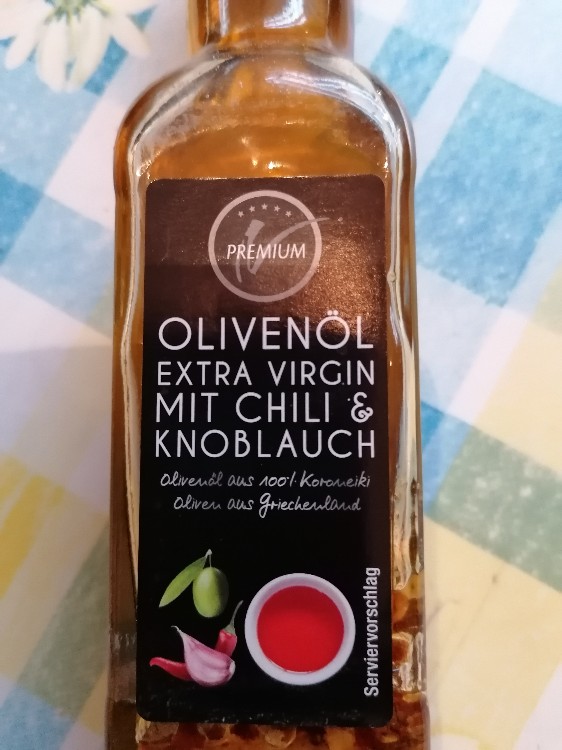 PREMIUM
OLIVENÖL
EXTRA VIRGIN
MIT CHILI &
KNOBLAUCH
Olivenöl aus 100% Koroneiki
Oliven aus Griechenland
Serviervorschlag